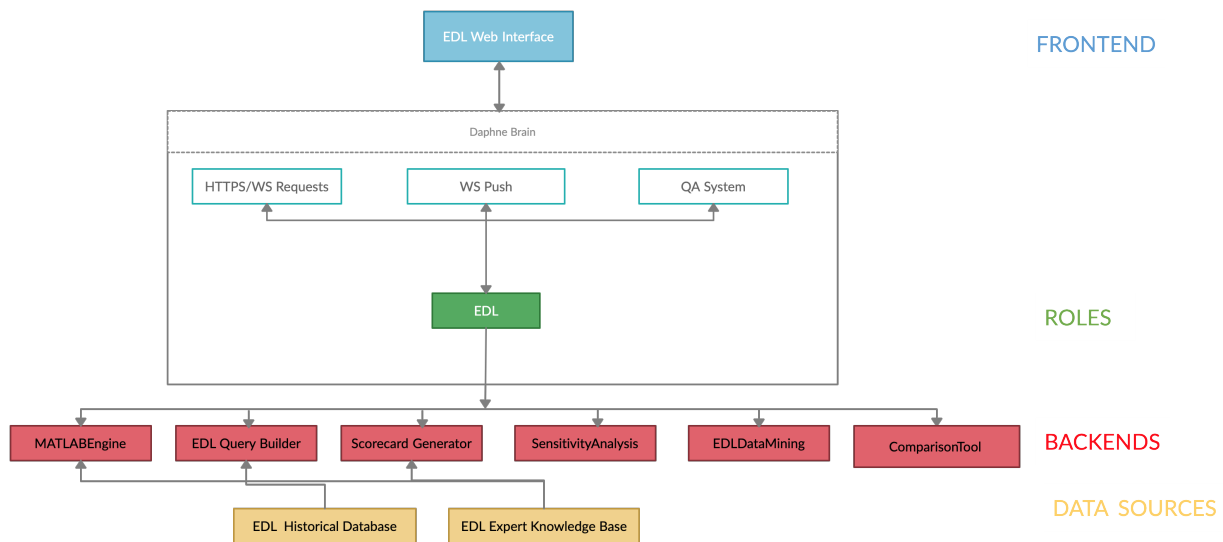 EDL Web Interface
FRONTEND
Daphne Brain
HTTPS/WS Requests
WS Push
QA System
EDL
ROLES
MATLABEngine
EDL Query Builder
Scorecard Generator
SensitivityAnalysis
EDLDataMining
ComparisonTool
BACKENDS
EDL Historical Database
EDL Expert Knowledge Base
DATA SOURCES